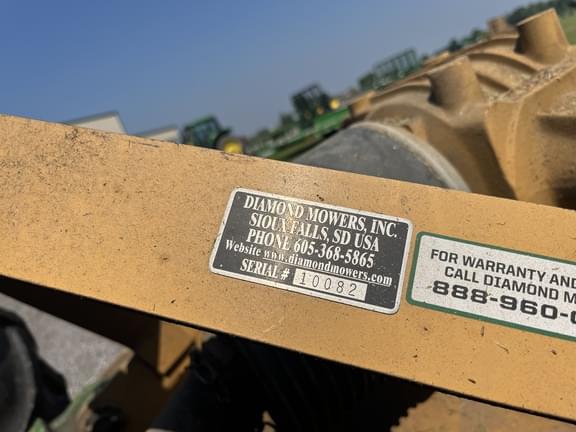 DIAMOND MOWERS, INC.
SIOUX FALLS, SD USA
PHONE 605-368-5865
Website www.diamondmowers.com
SERIAL # 10082
FOR WARRANTY AND
CALL DIAMOND M
888-960-